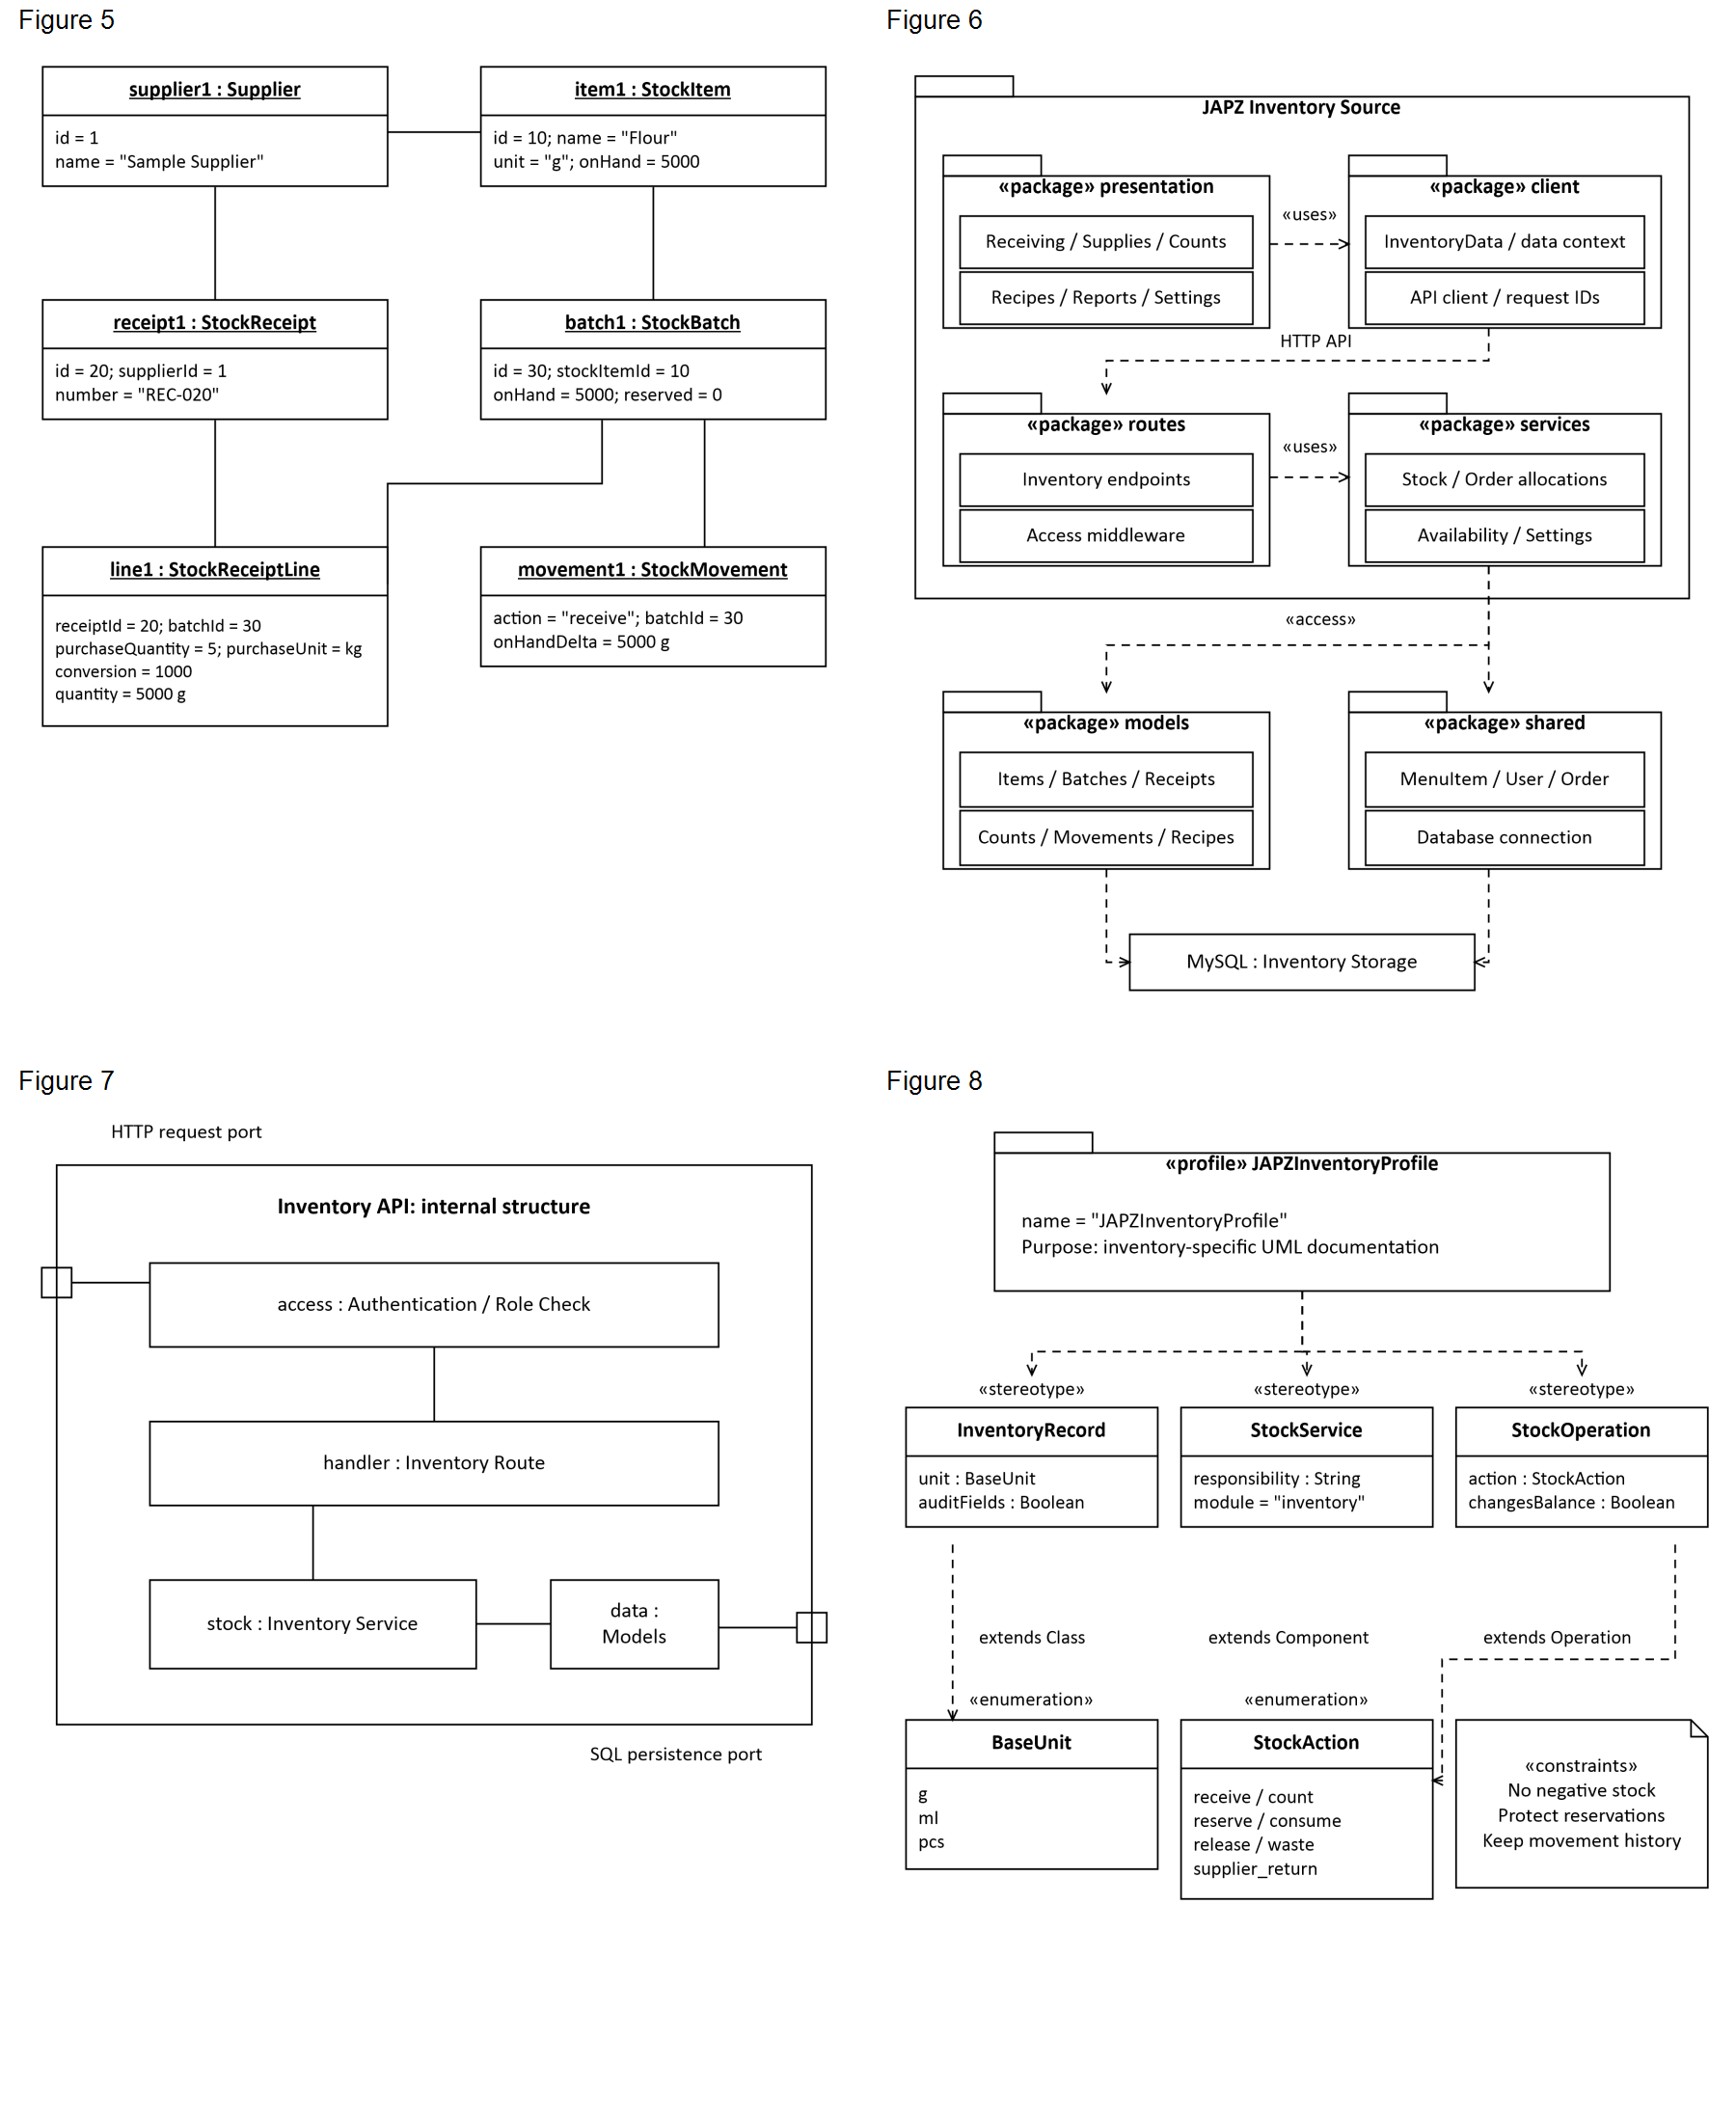 Figure 5
supplier1 : Supplier
id = 1
name = "Sample Supplier"
item1 : StockItem
id = 10; name = "Flour"
unit = "g"; onHand = 5000
receipt1 : StockReceipt
id = 20; supplierId = 1
number = "REC-020"
batch1 : StockBatch
id = 30; stockItemId = 10
onHand = 5000; reserved = 0
line1 : StockReceiptLine
receiptId = 20; batchId = 30
purchaseQuantity = 5; purchaseUnit = kg
conversion = 1000
quantity = 5000 g
movement1 : StockMovement
action = "receive"; batchId = 30
onHandDelta = 5000 g
Figure 6
JAPZ Inventory Source
«package» presentation
Receiving / Supplies / Counts
Recipes / Reports / Settings
«uses»
«package» client
InventoryData / data context
API client / request IDs
HTTP API
«package» routes
Inventory endpoints
Access middleware
«uses»
«package» services
Stock / Order allocations
Availability / Settings
«access»
«package» models
Items / Batches / Receipts
Counts / Movements / Recipes
«package» shared
MenuItem / User / Order
Database connection
MySQL : Inventory Storage
Figure 7
HTTP request port
Inventory API: internal structure
access : Authentication / Role Check
handler : Inventory Route
stock : Inventory Service
data :
Models
SQL persistence port
Figure 8
«profile» JAPZInventoryProfile
name = "JAPZInventoryProfile"
Purpose: inventory-specific UML documentation
«stereotype»
InventoryRecord
unit : BaseUnit
auditFields : Boolean
«stereotype»
StockService
responsibility : String
module = "inventory"
«stereotype»
StockOperation
action : StockAction
changesBalance : Boolean
extends Class
extends Component
extends Operation
«enumeration»
BaseUnit
g
ml
pcs
«enumeration»
StockAction
receive / count
reserve / consume
release / waste
supplier_return
«constraints»
No negative stock
Protect reservations
Keep movement history